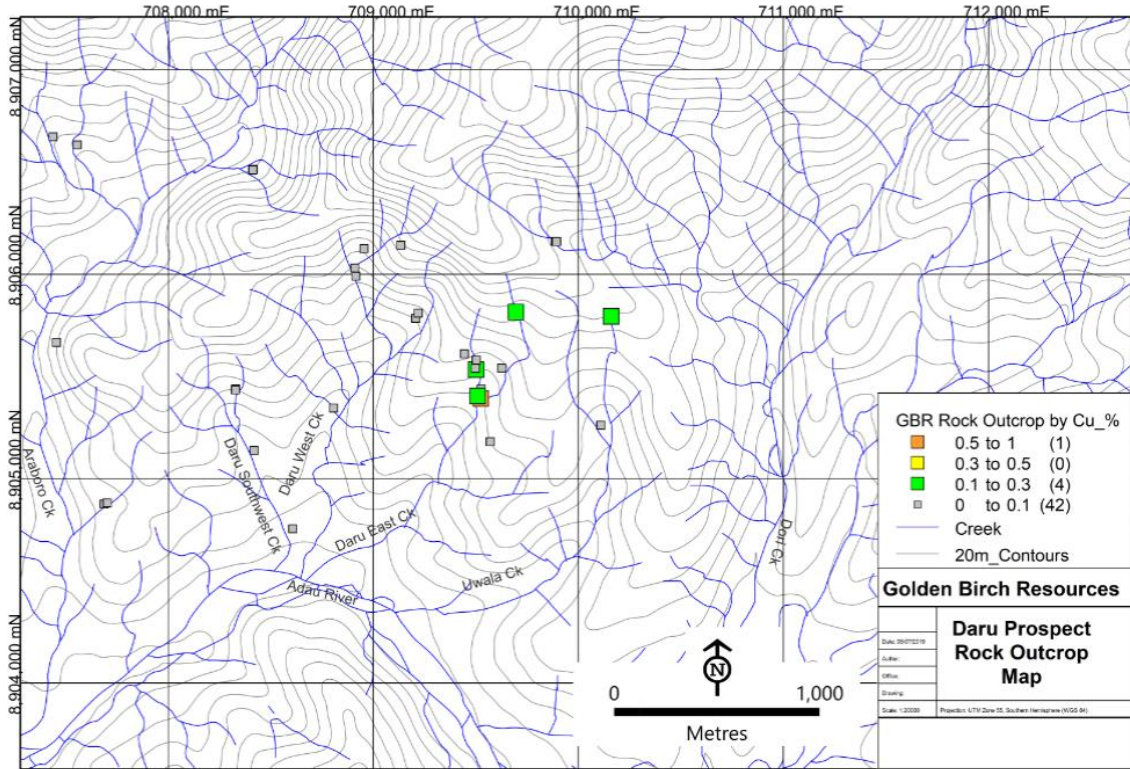 708,000 mE
709,000 mE
710,000 mE
711,000 mE
712,000 mE
8,907,000 mN
8,906,000 mN
8,905,000 mN
8,904,000 mN
Araboro Ck
Daru Southwest Ck
Daru West Ck
Daru East Ck
Adau River
Uwala Ck
Dori Ck
GBR Rock Outcrop by Cu_%
0.5 to 1 (1)
0.3 to 0.5 (0)
0.1 to 0.3 (4)
0 to 0.1 (42)
Creek
20m_Contours
Golden Birch Resources
Daru Prospect
Rock Outcrop
Map
Author:
Office:
Drawing:
Projection: UTM Zone 55, Southern Hemisphere (WGS 84)
N
0 1,000
Metres